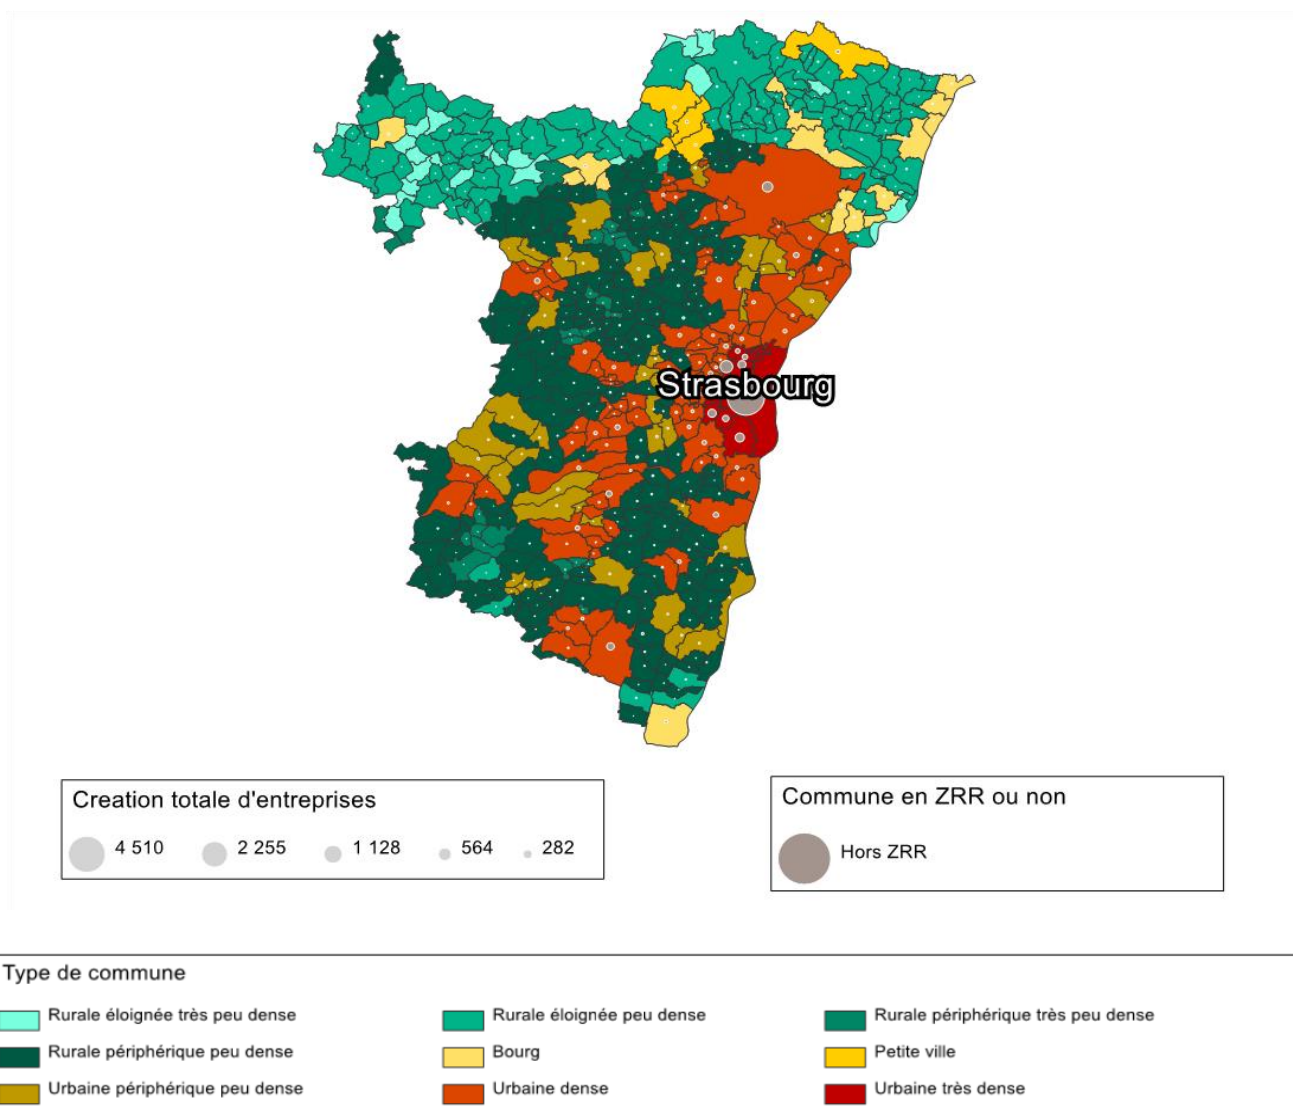 Strasbourg
Creation totale d'entreprises
4 510 2 255 1 128 564 282
Commune en ZRR ou non
Hors ZRR
Type de commune
Rurale éloignée très peu dense Rurale éloignée peu dense Rurale périphérique très peu dense
Rurale périphérique peu dense Bourg Petite ville
Urbaine périphérique peu dense Urbaine dense Urbaine très dense